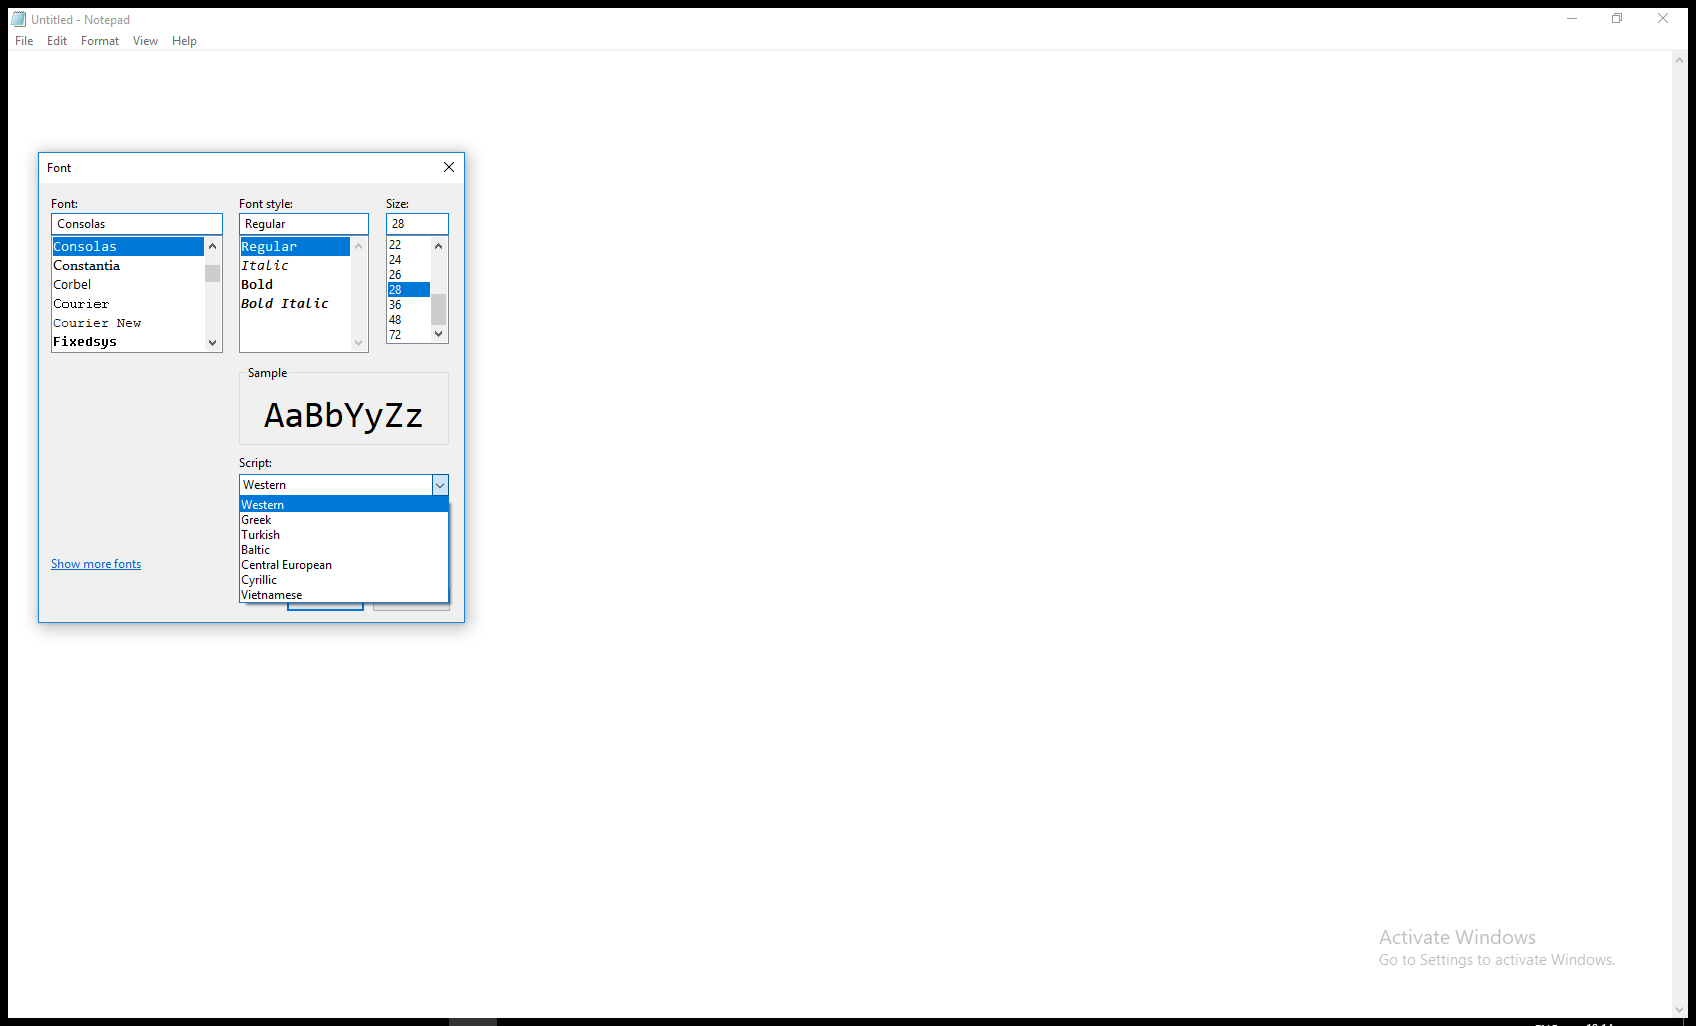 Untitled - Notepad
File Edit Format View Help
Font
Font:
Consolas
Consolas
Constantia
Corbel
Courier
Courier New
Fixedsys
Font style:
Regular
Regular
Italic
Bold
Bold Italic
Size:
28
22
24
26
28
36
48
72
Sample
AaBbYyZz
Script:
Western
Western
Greek
Turkish
Baltic
Central European
Cyrillic
Vietnamese
Show more fonts
Activate Windows
Go to Settings to activate Windows.